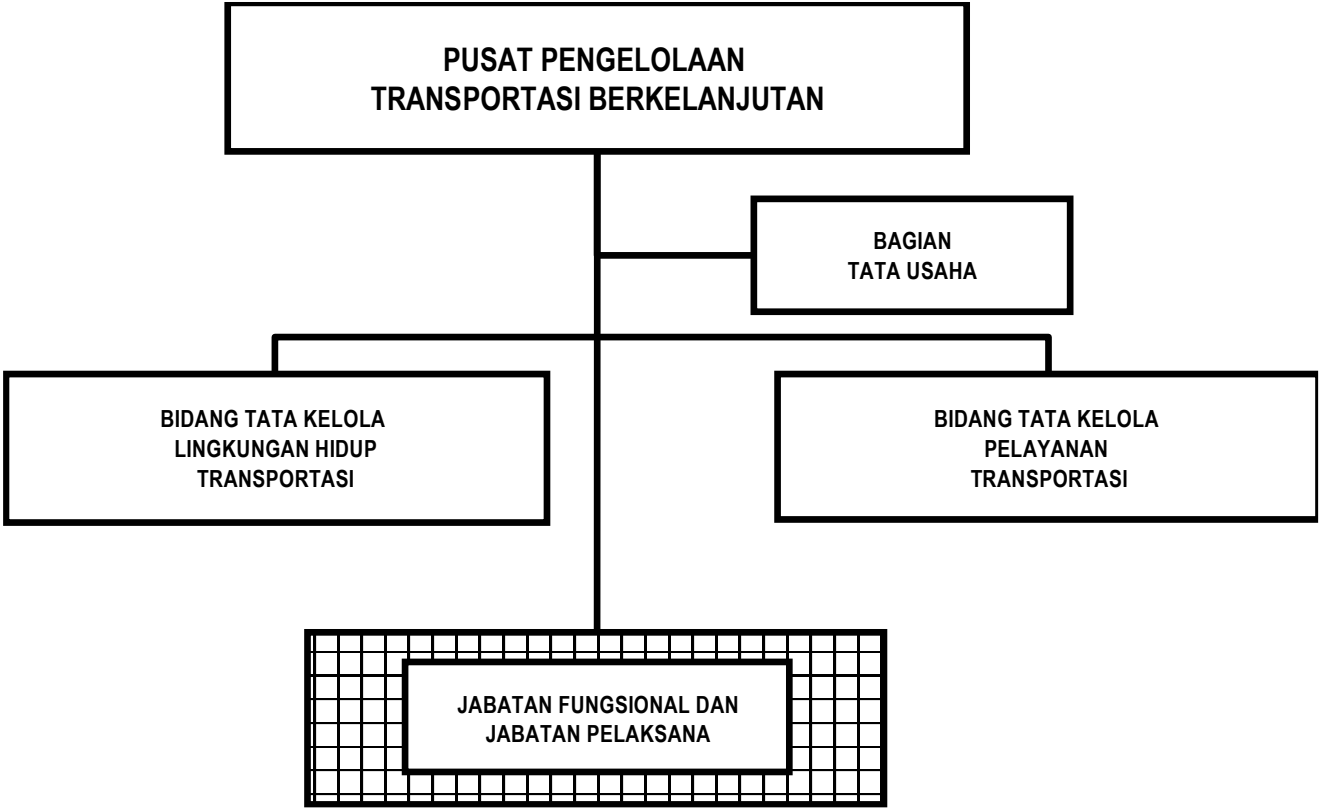 PUSAT PENGELOLAAN
TRANSPORTASI BERKELANJUTAN
BAGIAN
TATA USAHA
BIDANG TATA KELOLA
LINGKUNGAN HIDUP
TRANSPORTASI
BIDANG TATA KELOLA
PELAYANAN
TRANSPORTASI
JABATAN FUNGSIONAL DAN
JABATAN PELAKSANA